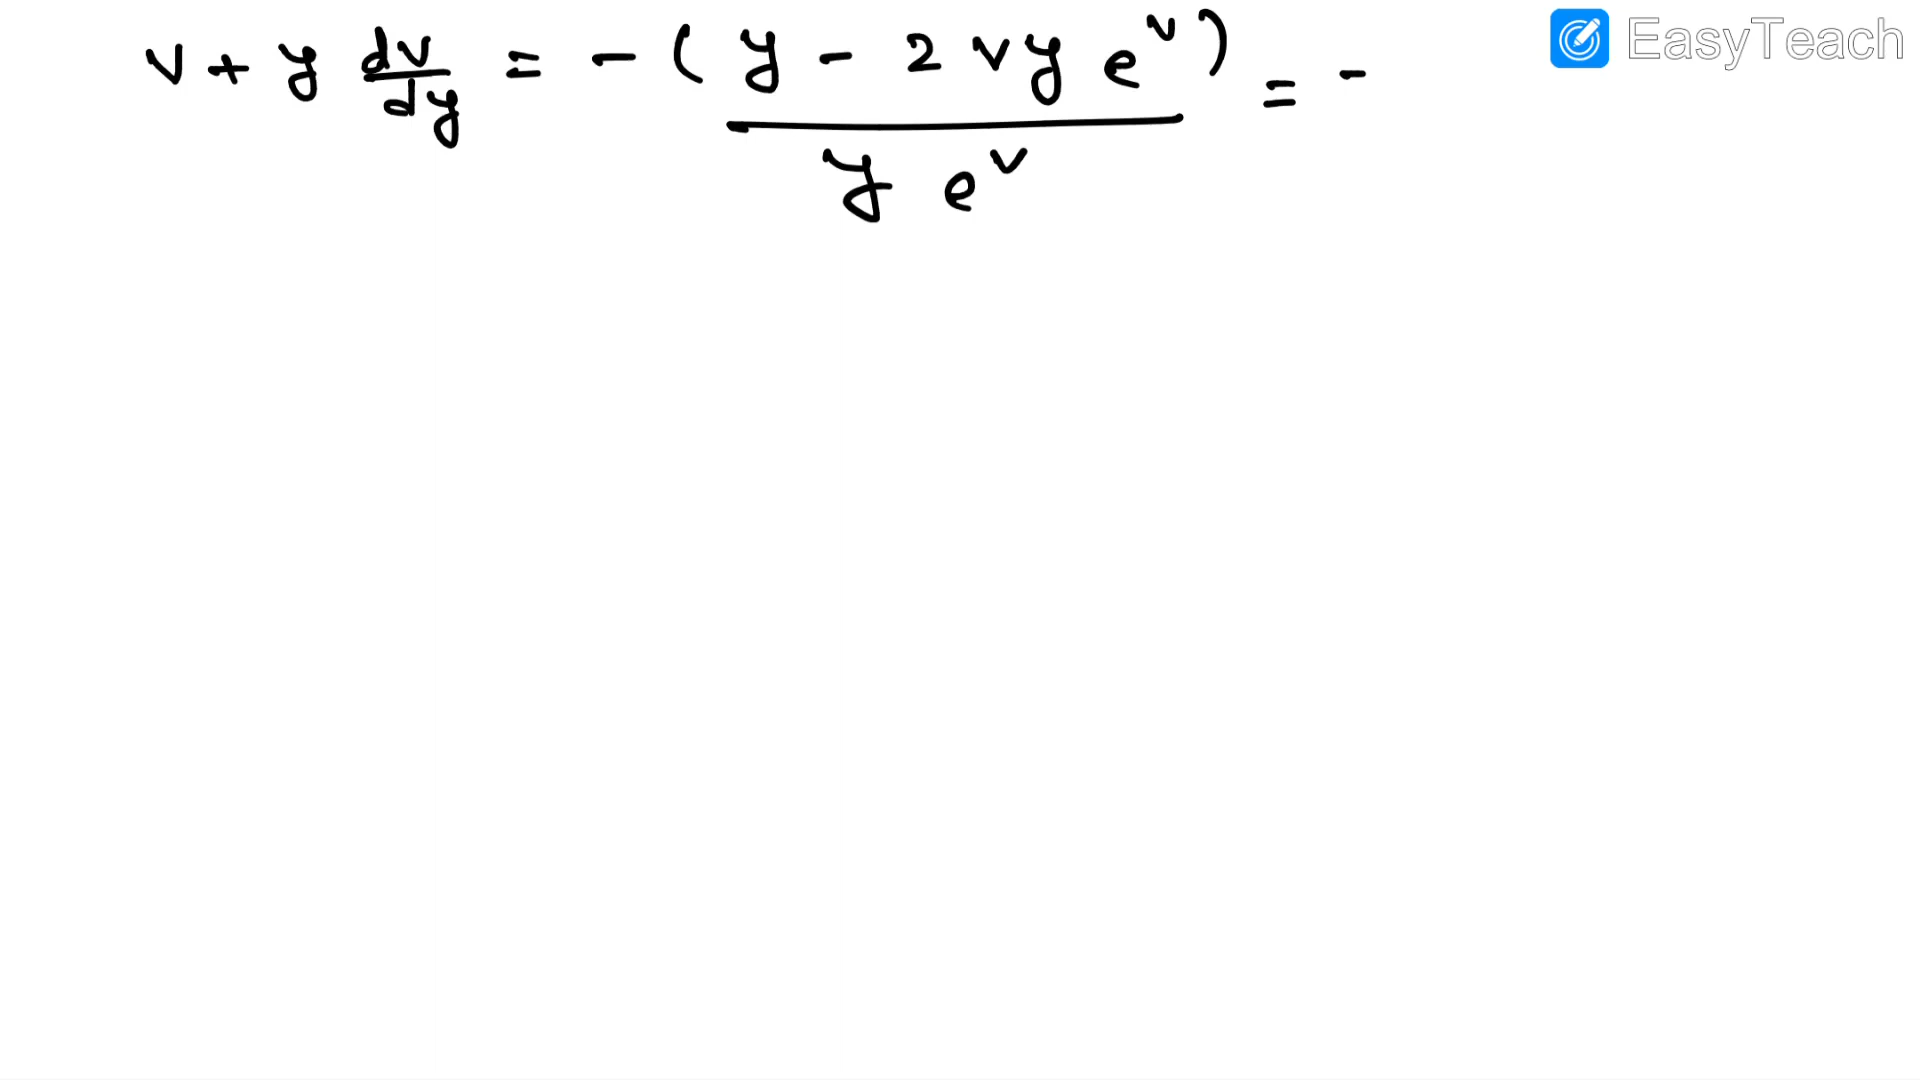 v + y dv/dy = - (y - 2vy e^v) / y e^v = -
EasyTeach